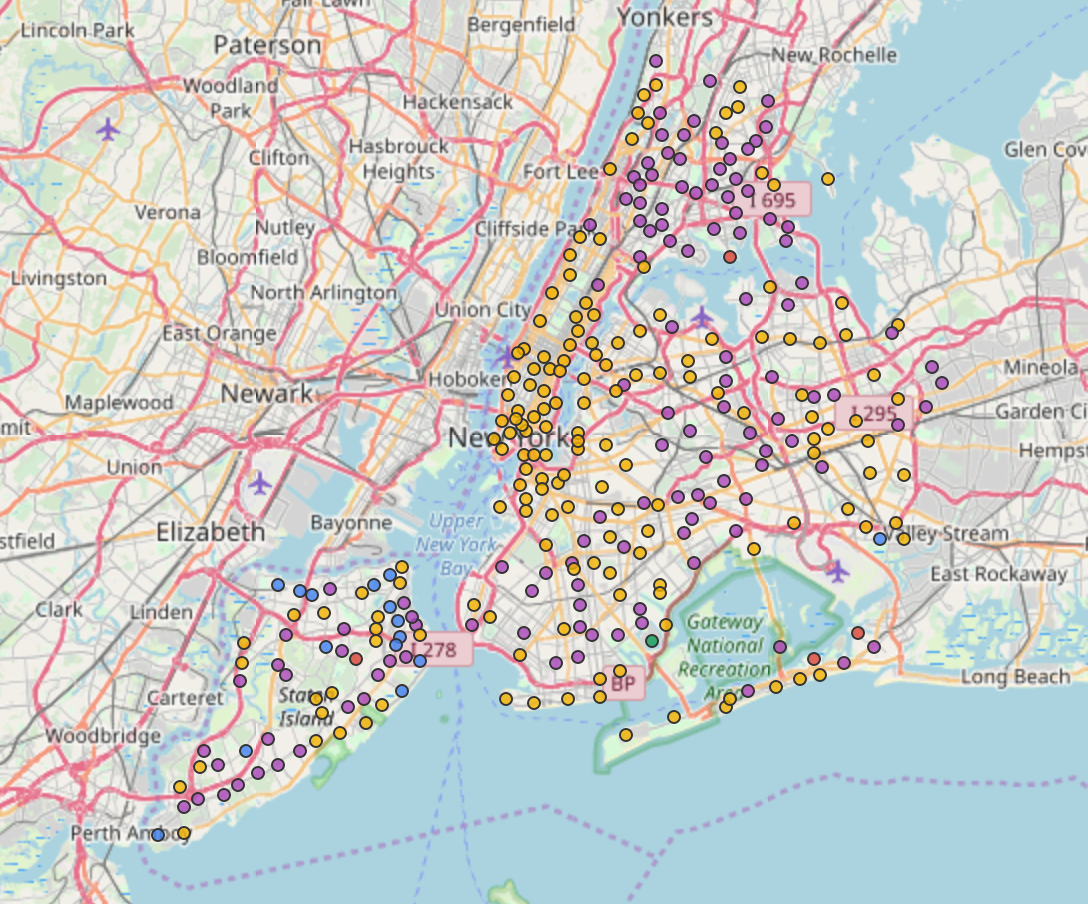 Yonkers
Fair Lawn
Lincoln Park
Bergenfield
Paterson
New Rochelle
Woodland
Park
Hackensack
Hasbrouck
Heights
Clifton
Glen Cov
Fort Lee
I 695
Verona
Nutley
Cliffside Pa
Bloomfield
Livingston
North Arlington
Union City
East Orange
Mineola
Hoboken
Newark
Maplewood
I 295
Garden Ci
mit
New York
Hempst
Union
Elizabeth
Bayonne
Upper
New York
Bay
Valley Stream
stfield
East Rockaway
Clark
Linden
Gateway
National
Recreation
Area
I 278
Long Beach
BP
Carteret
Staten
Island
Woodbridge
Perth Amboy